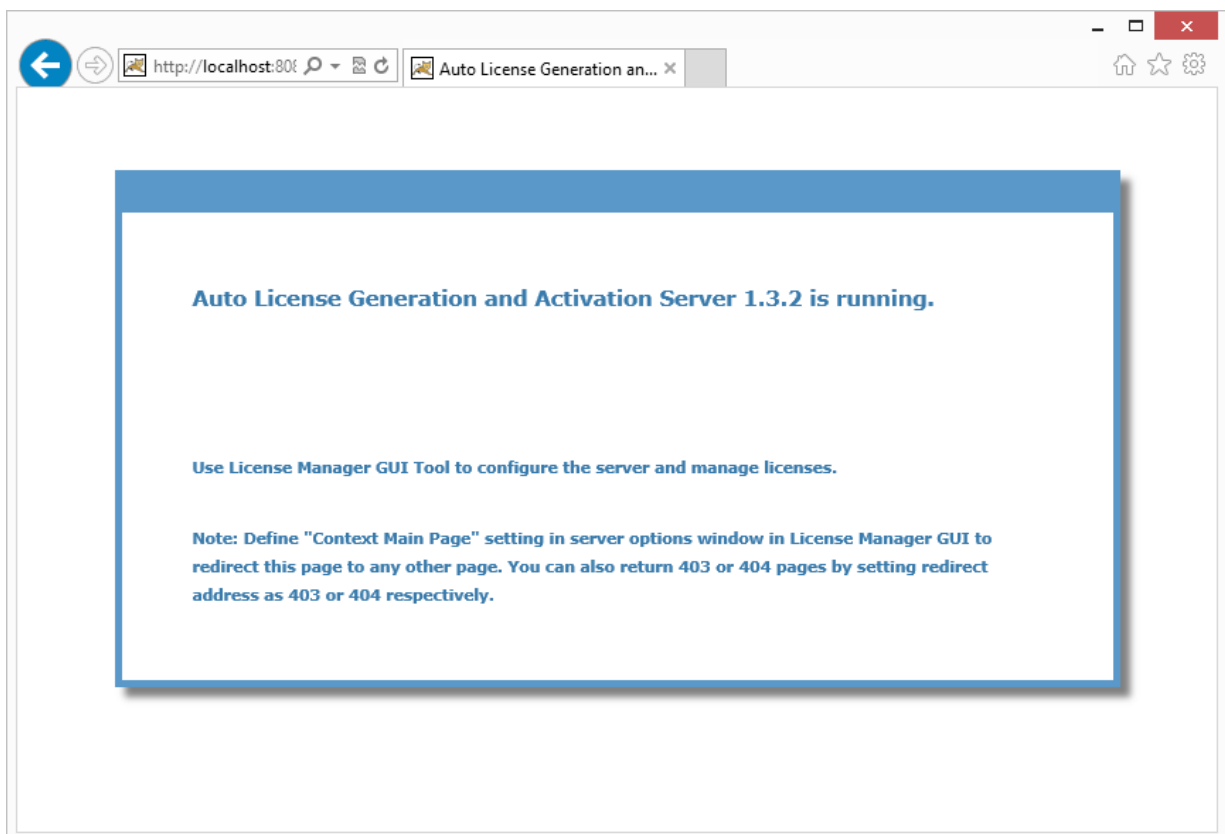 http://localhost:808
Auto License Generation an...
Auto License Generation and Activation Server 1.3.2 is running.
Use License Manager GUI Tool to configure the server and manage licenses.
Note: Define "Context Main Page" setting in server options window in License Manager GUI to
redirect this page to any other page. You can also return 403 or 404 pages by setting redirect
address as 403 or 404 respectively.